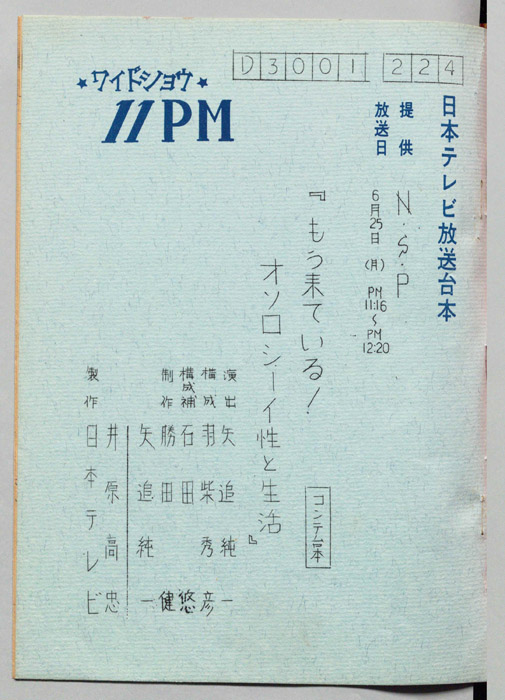 D3001 224
日本テレビ放送台本
ワイドショウ
11PM
提供 N.S.P
放送日 6月25日(月) PM 11:16〜PM 12:20
『もう来ている!
オソロシーイ性と生活』
コンテ台本
演出 矢追純一
構成 羽柴秀彦
構成補 石田悠
制作 勝田健
矢追純一
井原高忠
製作 日本テレビ